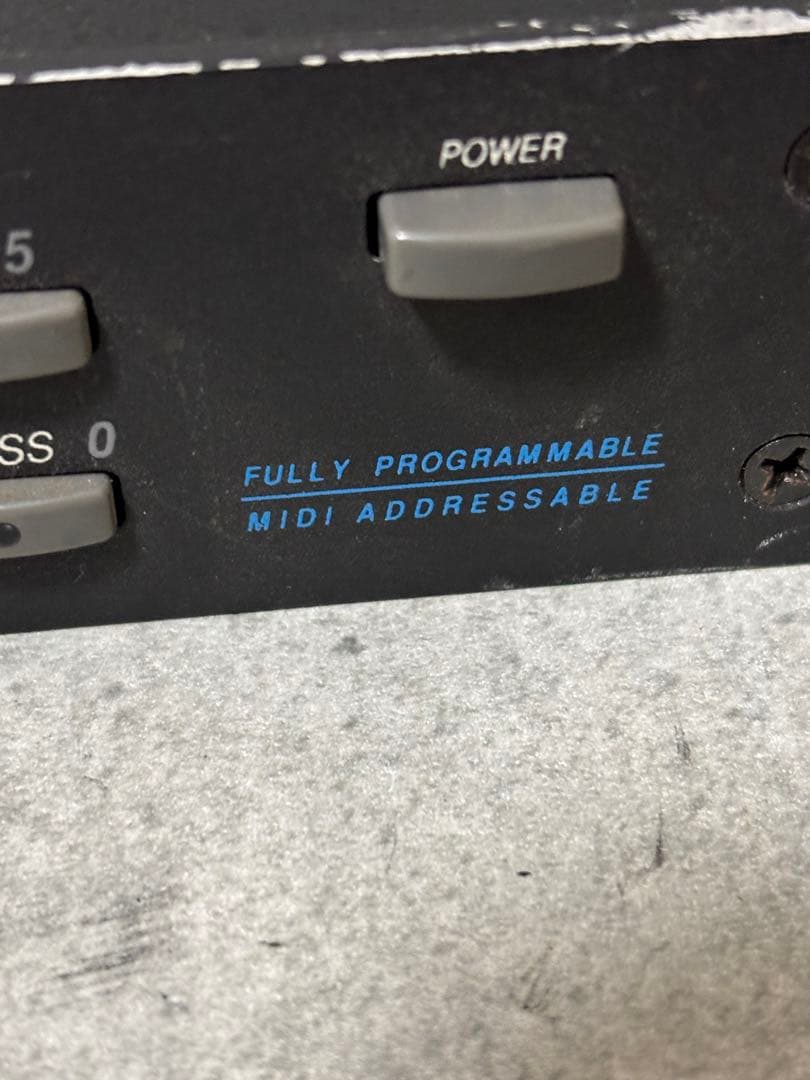 POWER
5
SS 0
FULLY PROGRAMMABLE
MIDI ADDRESSABLE